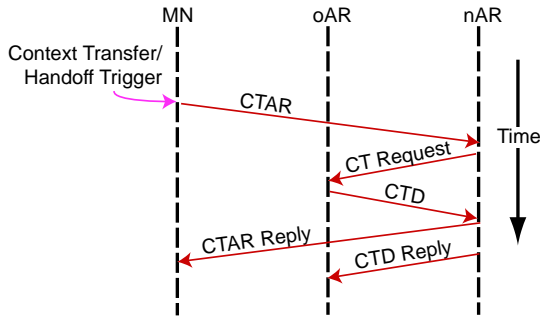 MN oAR nAR
Context Transfer/
Handoff Trigger
CTAR
Time
CT Request
CTD
CTAR Reply
CTD Reply